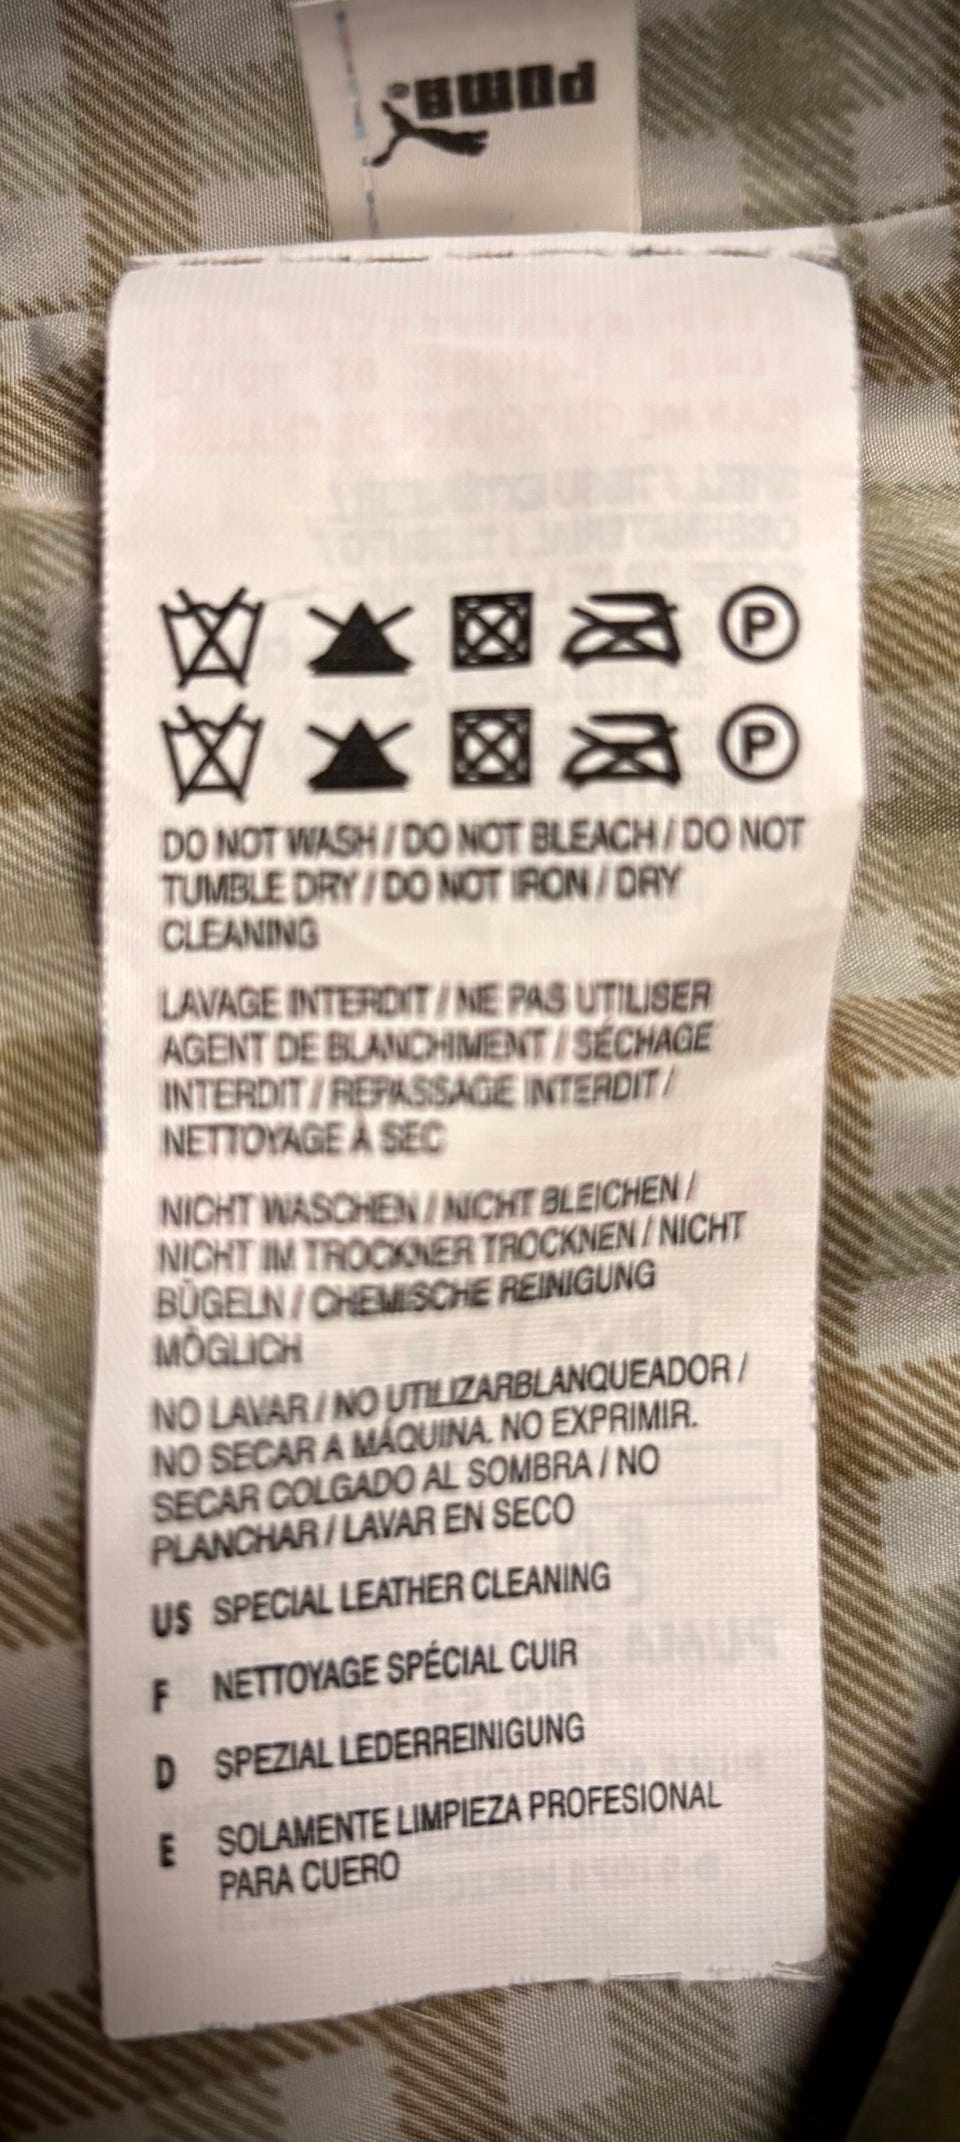 PUMA®
P
P
DO NOT WASH / DO NOT BLEACH / DO NOT
TUMBLE DRY / DO NOT IRON / DRY
CLEANING
LAVAGE INTERDIT / NE PAS UTILISER
AGENT DE BLANCHIMENT / SÉCHAGE
INTERDIT / REPASSAGE INTERDIT /
NETTOYAGE À SEC
NICHT WASCHEN / NICHT BLEICHEN /
NICHT IM TROCKNER TROCKNEN / NICHT
BÜGELN / CHEMISCHE REINIGUNG
MÖGLICH
NO LAVAR / NO UTILIZARBLANQUEADOR /
NO SECAR A MÁQUINA. NO EXPRIMIR.
SECAR COLGADO AL SOMBRA / NO
PLANCHAR / LAVAR EN SECO
US SPECIAL LEATHER CLEANING
F NETTOYAGE SPÉCIAL CUIR
D SPEZIAL LEDERREINIGUNG
E SOLAMENTE LIMPIEZA PROFESIONAL
PARA CUERO